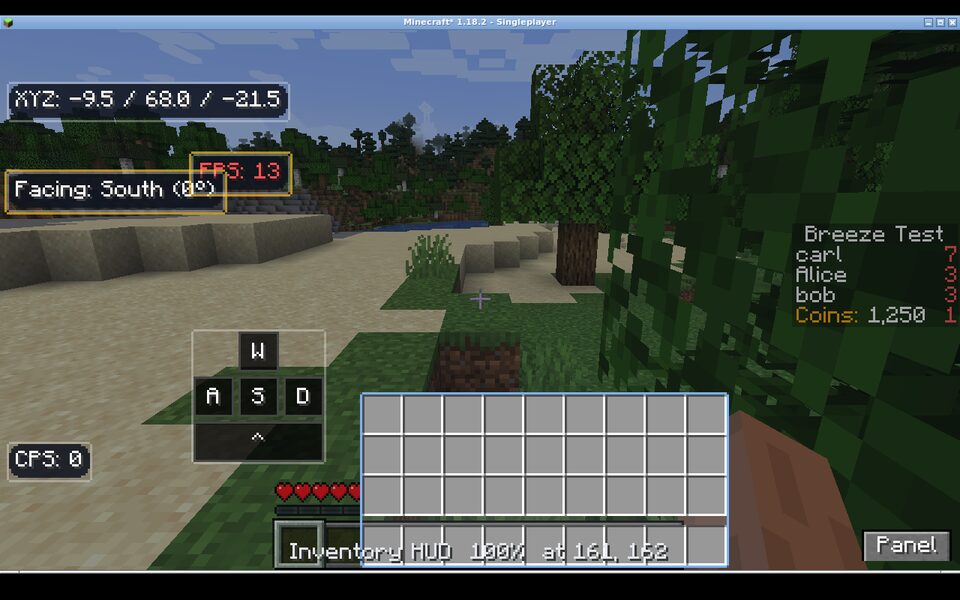 Minecraft* 1.18.2 - Singleplayer
XYZ: -9.5 / 68.0 / -21.5
FPS: 13
Facing: South (0°)
Breeze Test
carl 7
Alice 3
bob 3
Coins: 1,250 1
W
A S D
^
CPS: 0
Inventory HUD 100% at 161, 162
Panel